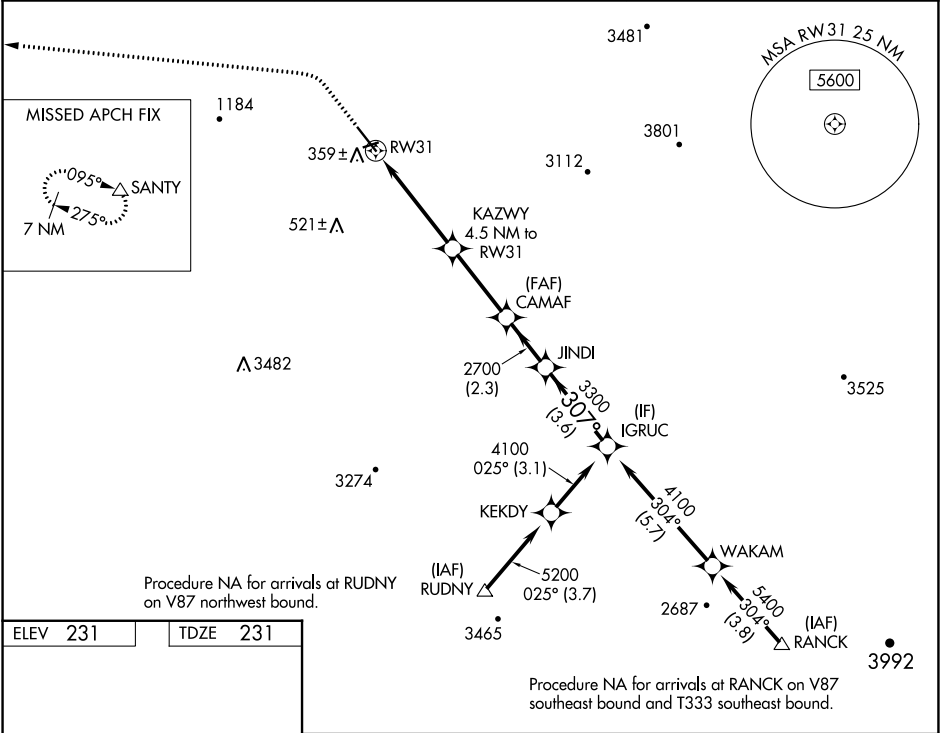 3481
MSA RW31 25 NM
5600
MISSED APCH FIX
095°
SANTY
275°
7 NM
1184
359±
RW31
3801
3112
521±
KAZWY
4.5 NM to
RW31
(FAF)
CAMAF
3482
2700
(2.3)
JINDI
3525
3300
307°
(3.6)
(IF)
IGRUC
4100
025° (3.1)
3274
KEKDY
4100
304°
(5.7)
WAKAM
Procedure NA for arrivals at RUDNY
on V87 northwest bound.
(IAF)
RUDNY
5200
025° (3.7)
5400
304°
(3.8)
2687
(IAF)
RANCK
3465
3992
ELEV 231
TDZE 231
Procedure NA for arrivals at RANCK on V87
southeast bound and T333 southeast bound.